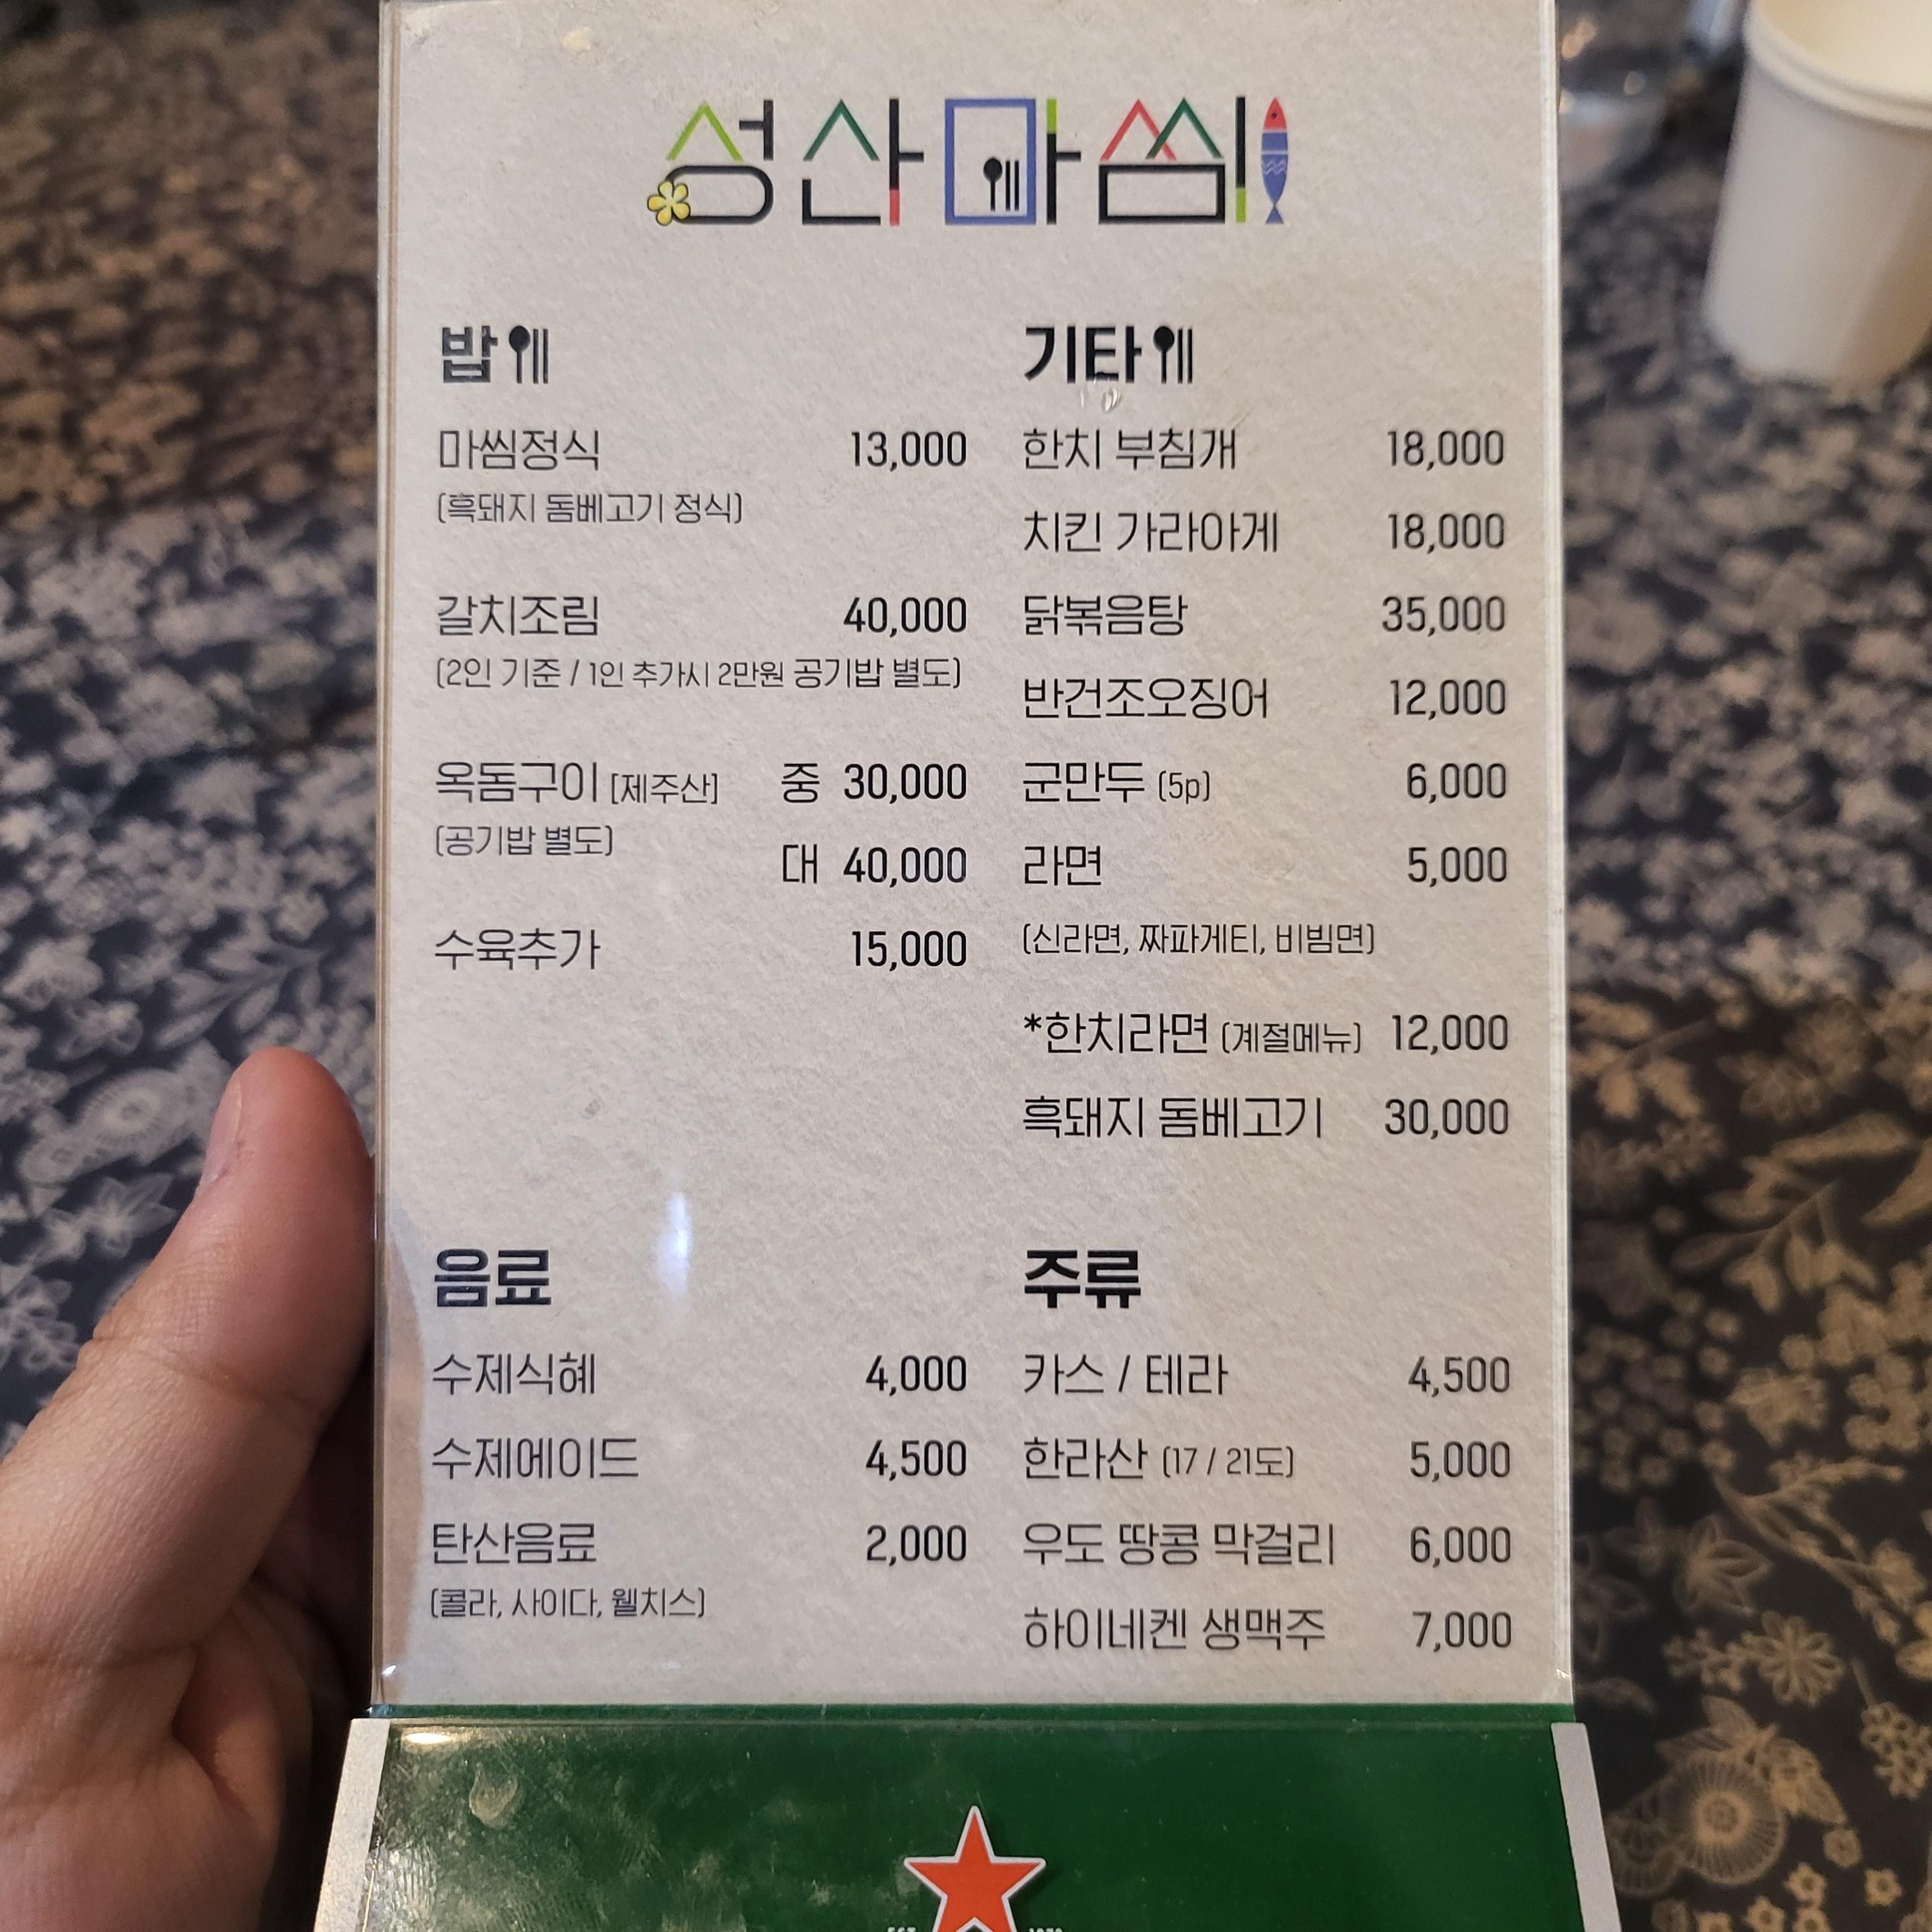 성산마씸
밥
마씸정식 13,000
(흑돼지 돔베고기 정식)
갈치조림 40,000
(2인 기준 / 1인 추가시 2만원 공기밥 별도)
옥돔구이 [제주산] 중 30,000
(공기밥 별도)
대 40,000
수육추가 15,000
기타
한치 부침개 18,000
치킨 가라아게 18,000
닭볶음탕 35,000
반건조오징어 12,000
군만두 (5p) 6,000
라면 5,000
(신라면, 짜파게티, 비빔면)
*한치라면 (계절메뉴) 12,000
흑돼지 돔베고기 30,000
음료
수제식혜 4,000
수제에이드 4,500
탄산음료 2,000
(콜라, 사이다, 웰치스)
주류
카스 / 테라 4,500
한라산 (17 / 21도) 5,000
우도 땅콩 막걸리 6,000
하이네켄 생맥주 7,000